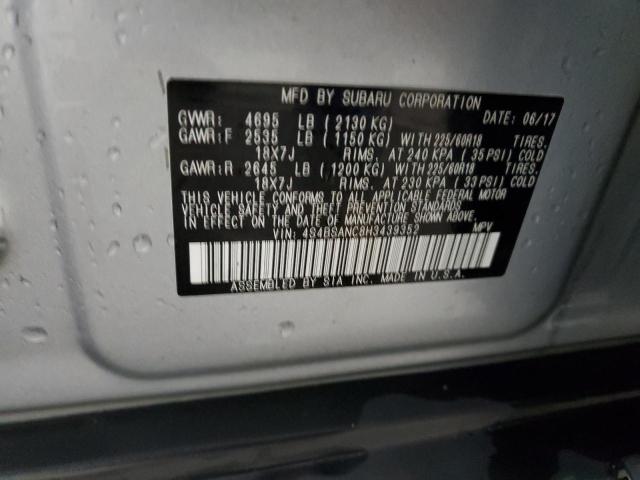 MFD BY SUBARU CORPORATION
GVWR: 4695 LB (2130 KG) DATE: 06/17
GAWR:F 2535 LB (1150 KG) WITH 225/60R18 TIRES.
18X7J RIMS. AT 240 KPA (35 PSI) COLD
GAWR:R 2645 LB (1200 KG) WITH 225/60R18 TIRES.
18X7J RIMS. AT 230 KPA (33 PSI) COLD
THIS VEHICLE CONFORMS TO ALL APPLICABLE FEDERAL MOTOR
VEHICLE SAFETY AND THEFT PREVENTION STANDARDS
IN EFFECT ON THE DATE OF MANUFACTURE SHOWN ABOVE.
VIN: 4S4BSANC8H3439352 MPV
ASSEMBLED BY SIA INC. MADE IN U.S.A.